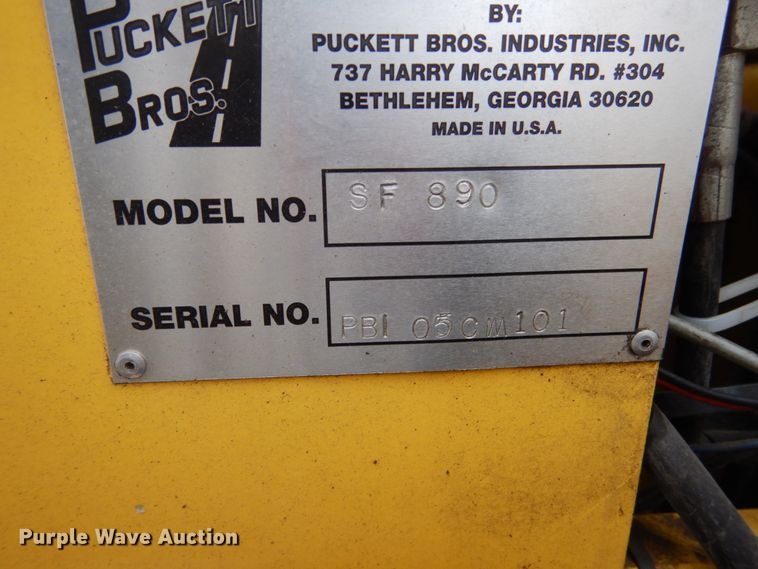 PUCKETT
BROS.
BY:
PUCKETT BROS. INDUSTRIES, INC.
737 HARRY McCARTY RD. #304
BETHLEHEM, GEORGIA 30620
MADE IN U.S.A.
MODEL NO. SF 890
SERIAL NO. PBI 05CM101
Purple Wave Auction